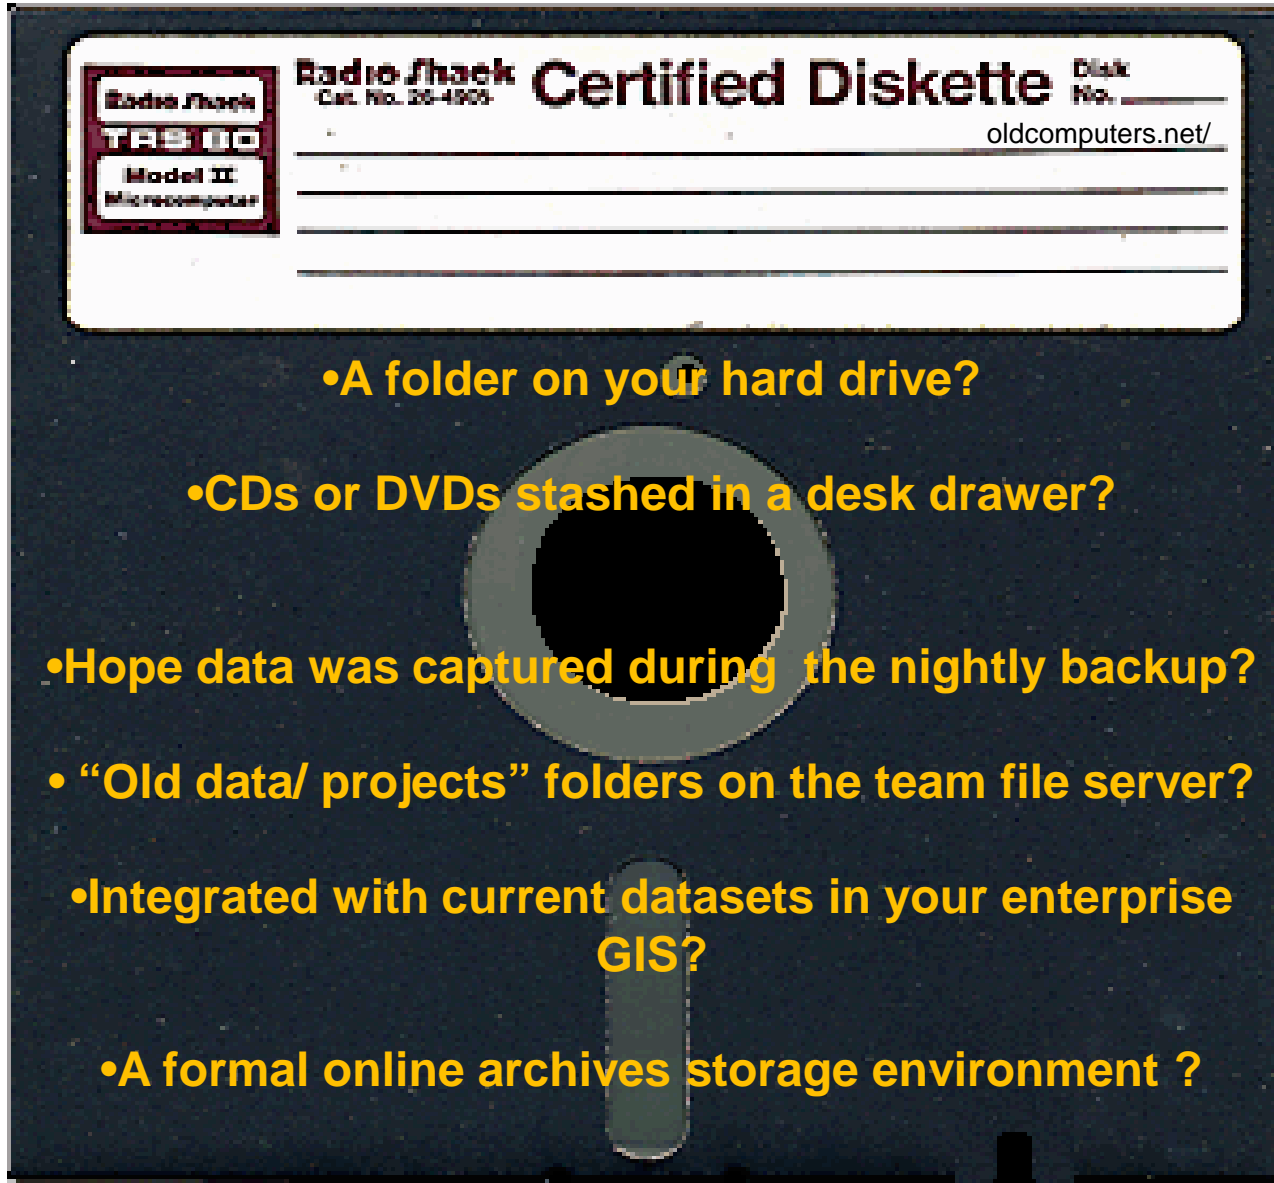 Radio Shack
TRS 80
Model II
Microcomputer
Radio Shack Certified Diskette Disk
Cat. No. 26-4905 No.
oldcomputers.net/
•A folder on your hard drive?
•CDs or DVDs stashed in a desk drawer?
•Hope data was captured during  the nightly backup?
• “Old data/ projects” folders on the team file server?
•Integrated with current datasets in your enterprise
GIS?
•A formal online archives storage environment ?